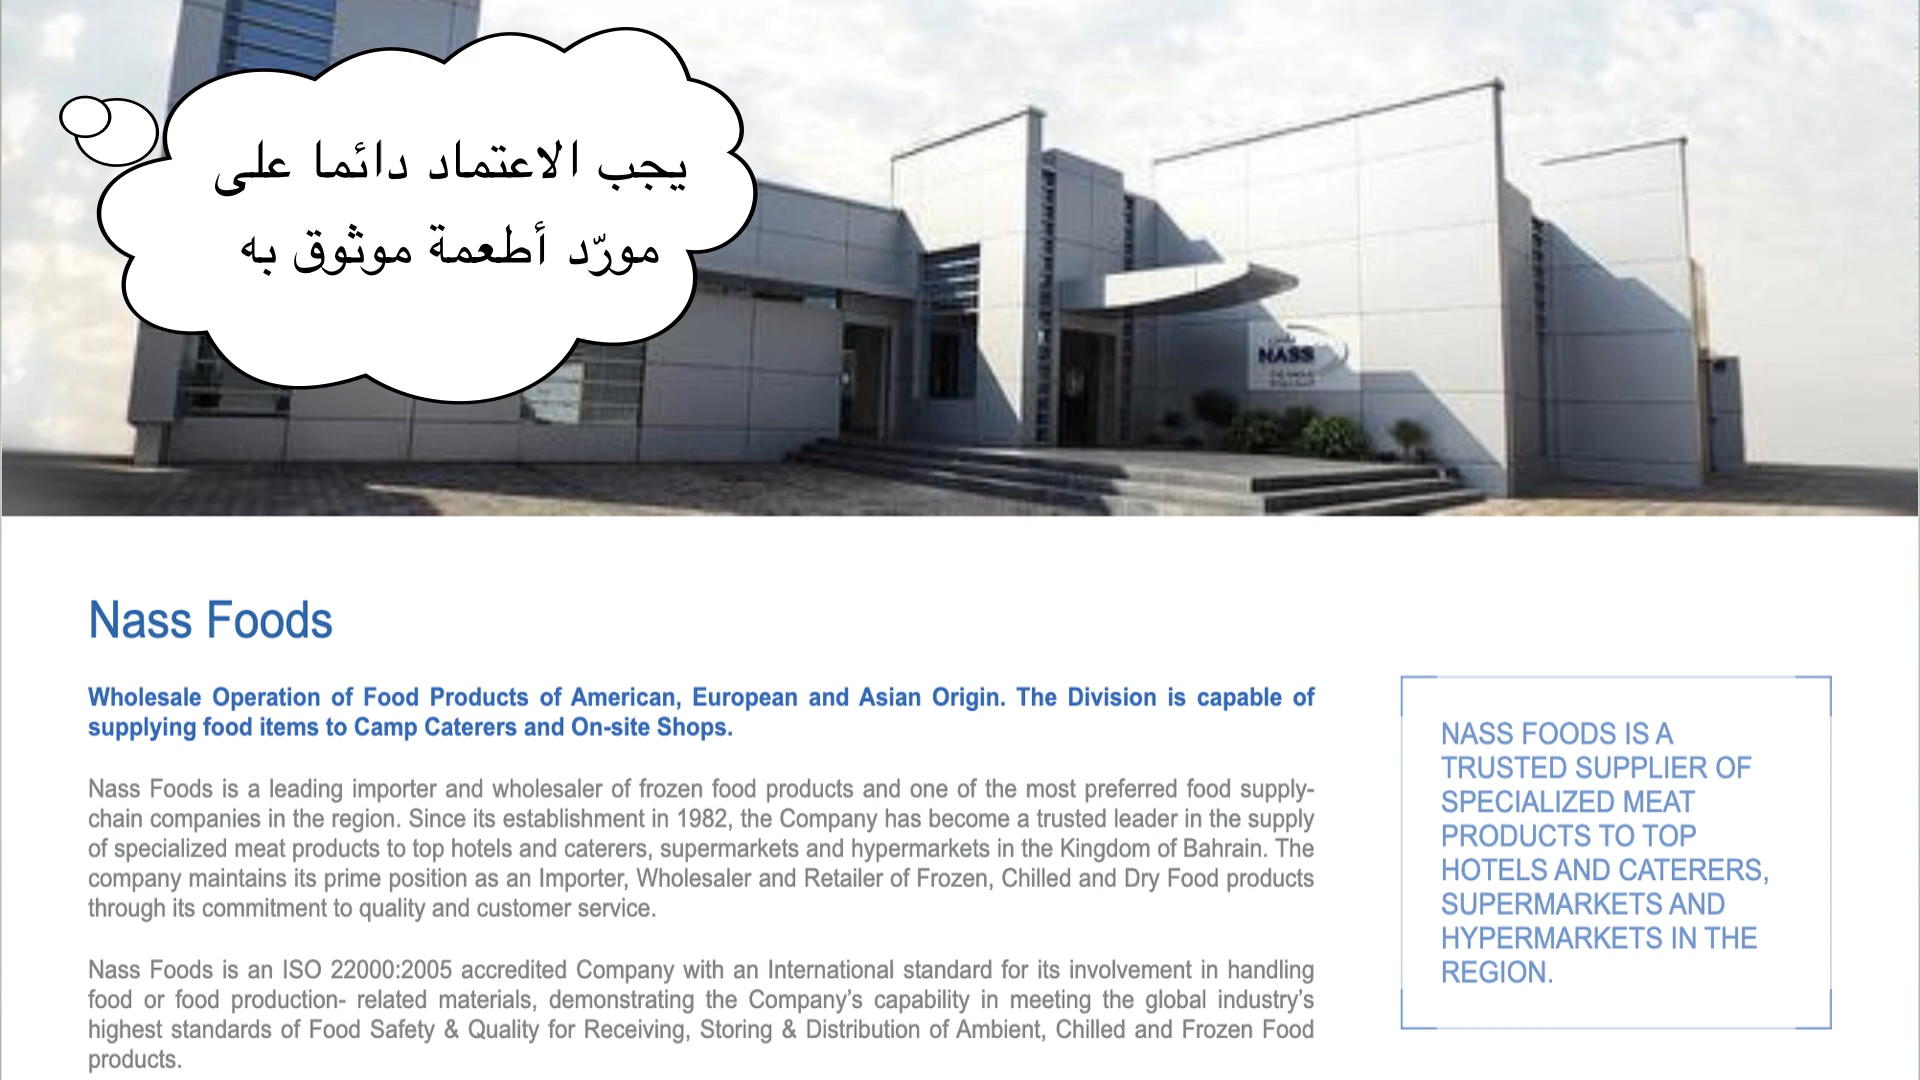 يجب الاعتماد دائما على
مورّد أطعمة موثوق به
NASS
Nass Foods
Wholesale Operation of Food Products of American, European and Asian Origin. The Division is capable of
supplying food items to Camp Caterers and On-site Shops.
Nass Foods is a leading importer and wholesaler of frozen food products and one of the most preferred food supply-
chain companies in the region. Since its establishment in 1982, the Company has become a trusted leader in the supply
of specialized meat products to top hotels and caterers, supermarkets and hypermarkets in the Kingdom of Bahrain. The
company maintains its prime position as an Importer, Wholesaler and Retailer of Frozen, Chilled and Dry Food products
through its commitment to quality and customer service.
Nass Foods is an ISO 22000:2005 accredited Company with an International standard for its involvement in handling
food or food production- related materials, demonstrating the Company’s capability in meeting the global industry’s
highest standards of Food Safety & Quality for Receiving, Storing & Distribution of Ambient, Chilled and Frozen Food
products.
NASS FOODS IS A
TRUSTED SUPPLIER OF
SPECIALIZED MEAT
PRODUCTS TO TOP
HOTELS AND CATERERS,
SUPERMARKETS AND
HYPERMARKETS IN THE
REGION.